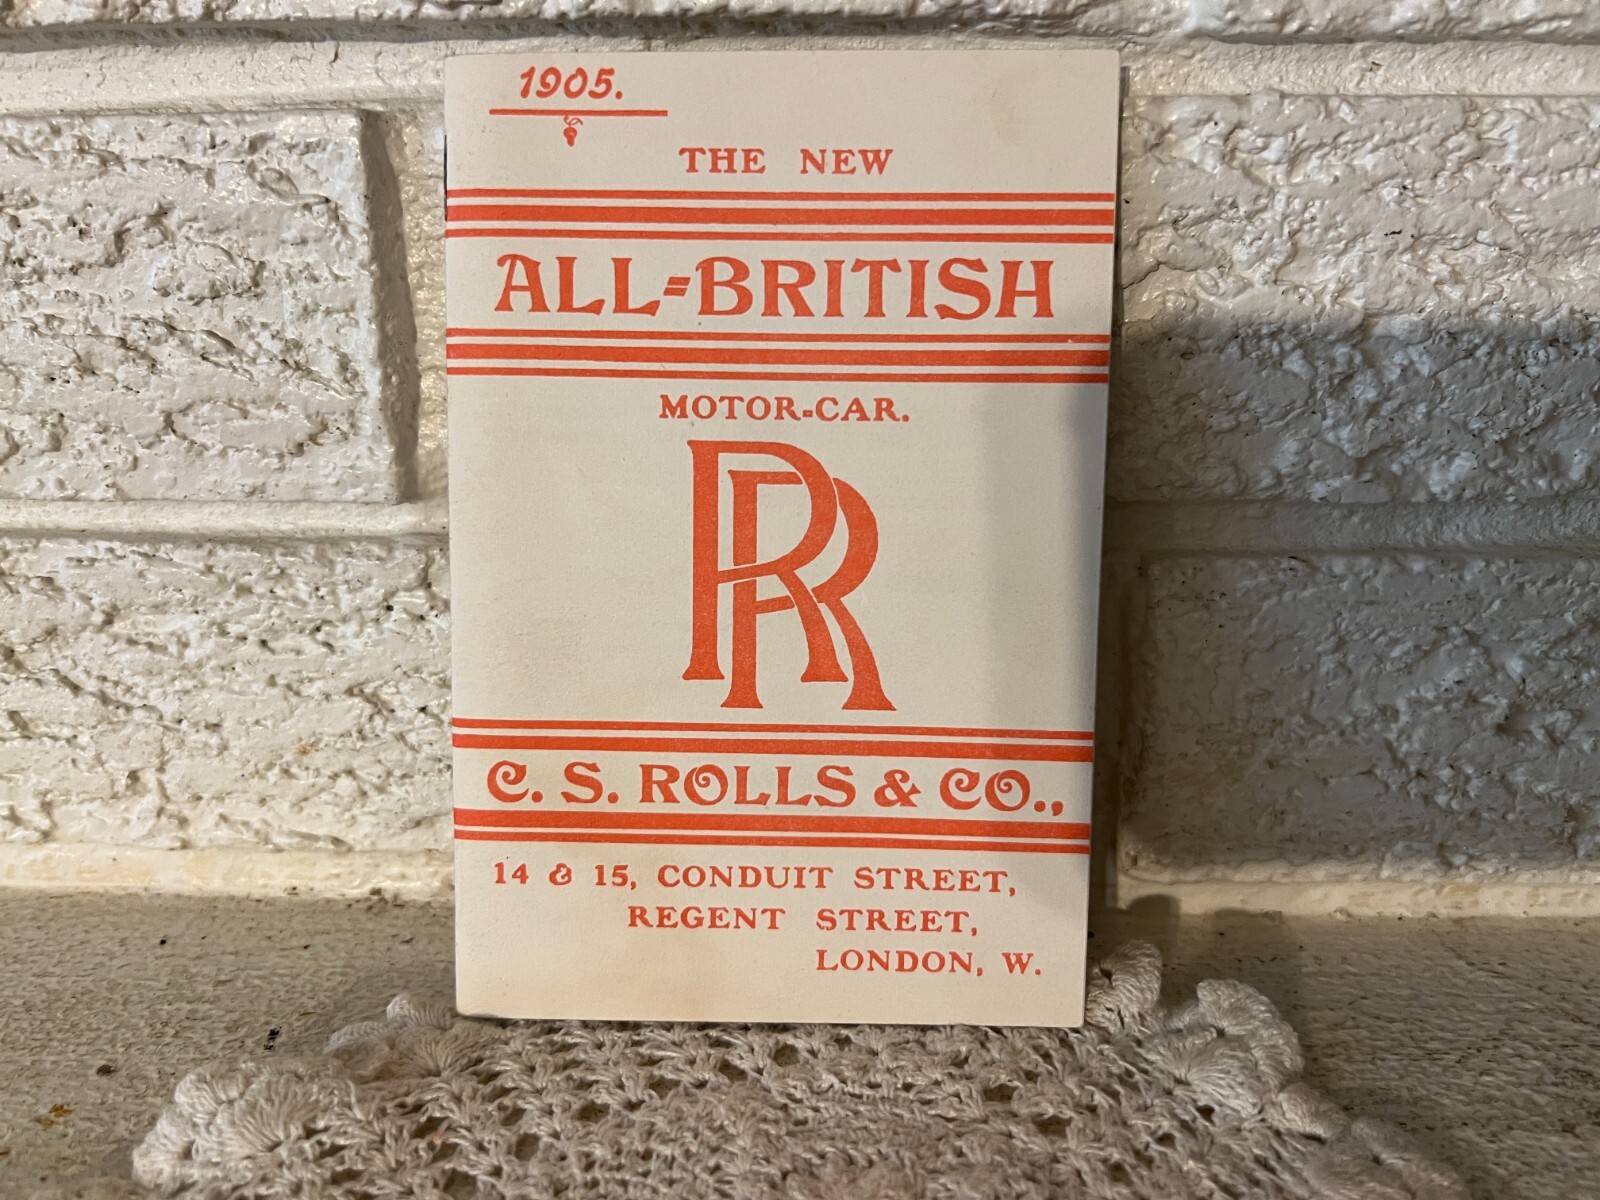 1905.
THE NEW
ALL=BRITISH
MOTOR=CAR.
RR
C. S. ROLLS & CO.,
14 & 15, CONDUIT STREET,
REGENT STREET,
LONDON, W.